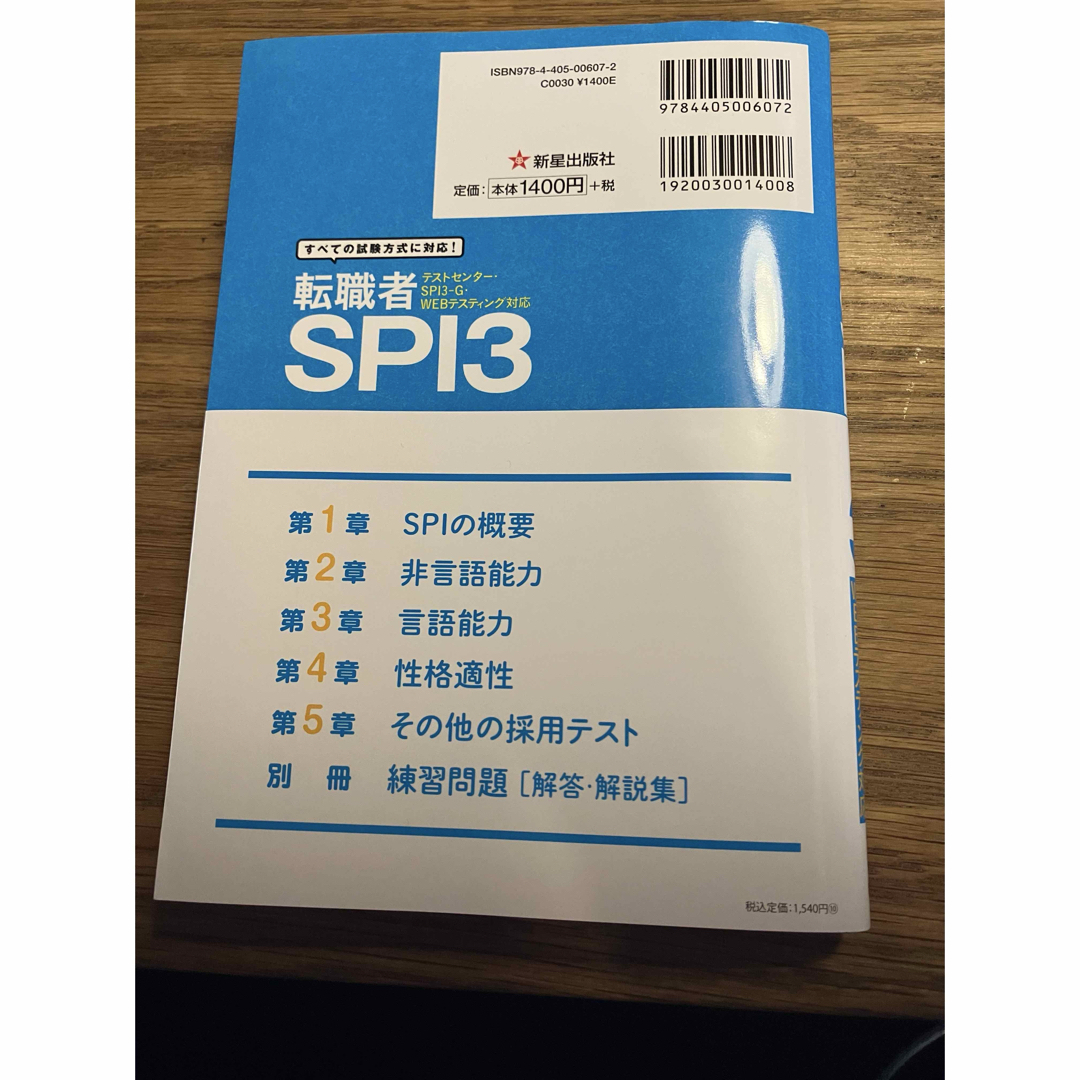 ISBN978-4-405-00607-2
C0030 ¥1400E
9784405006072
新星出版社
定価：本体1400円+税
1920030014008
すべての試験方式に対応！
転職者
テストセンター・
SPI3-G・
WEBテスティング対応
SPI3
第1章 SPIの概要
第2章 非言語能力
第3章 言語能力
第4章 性格適性
第5章 その他の採用テスト
別冊 練習問題［解答・解説集］
税込定価：1,540円⑩